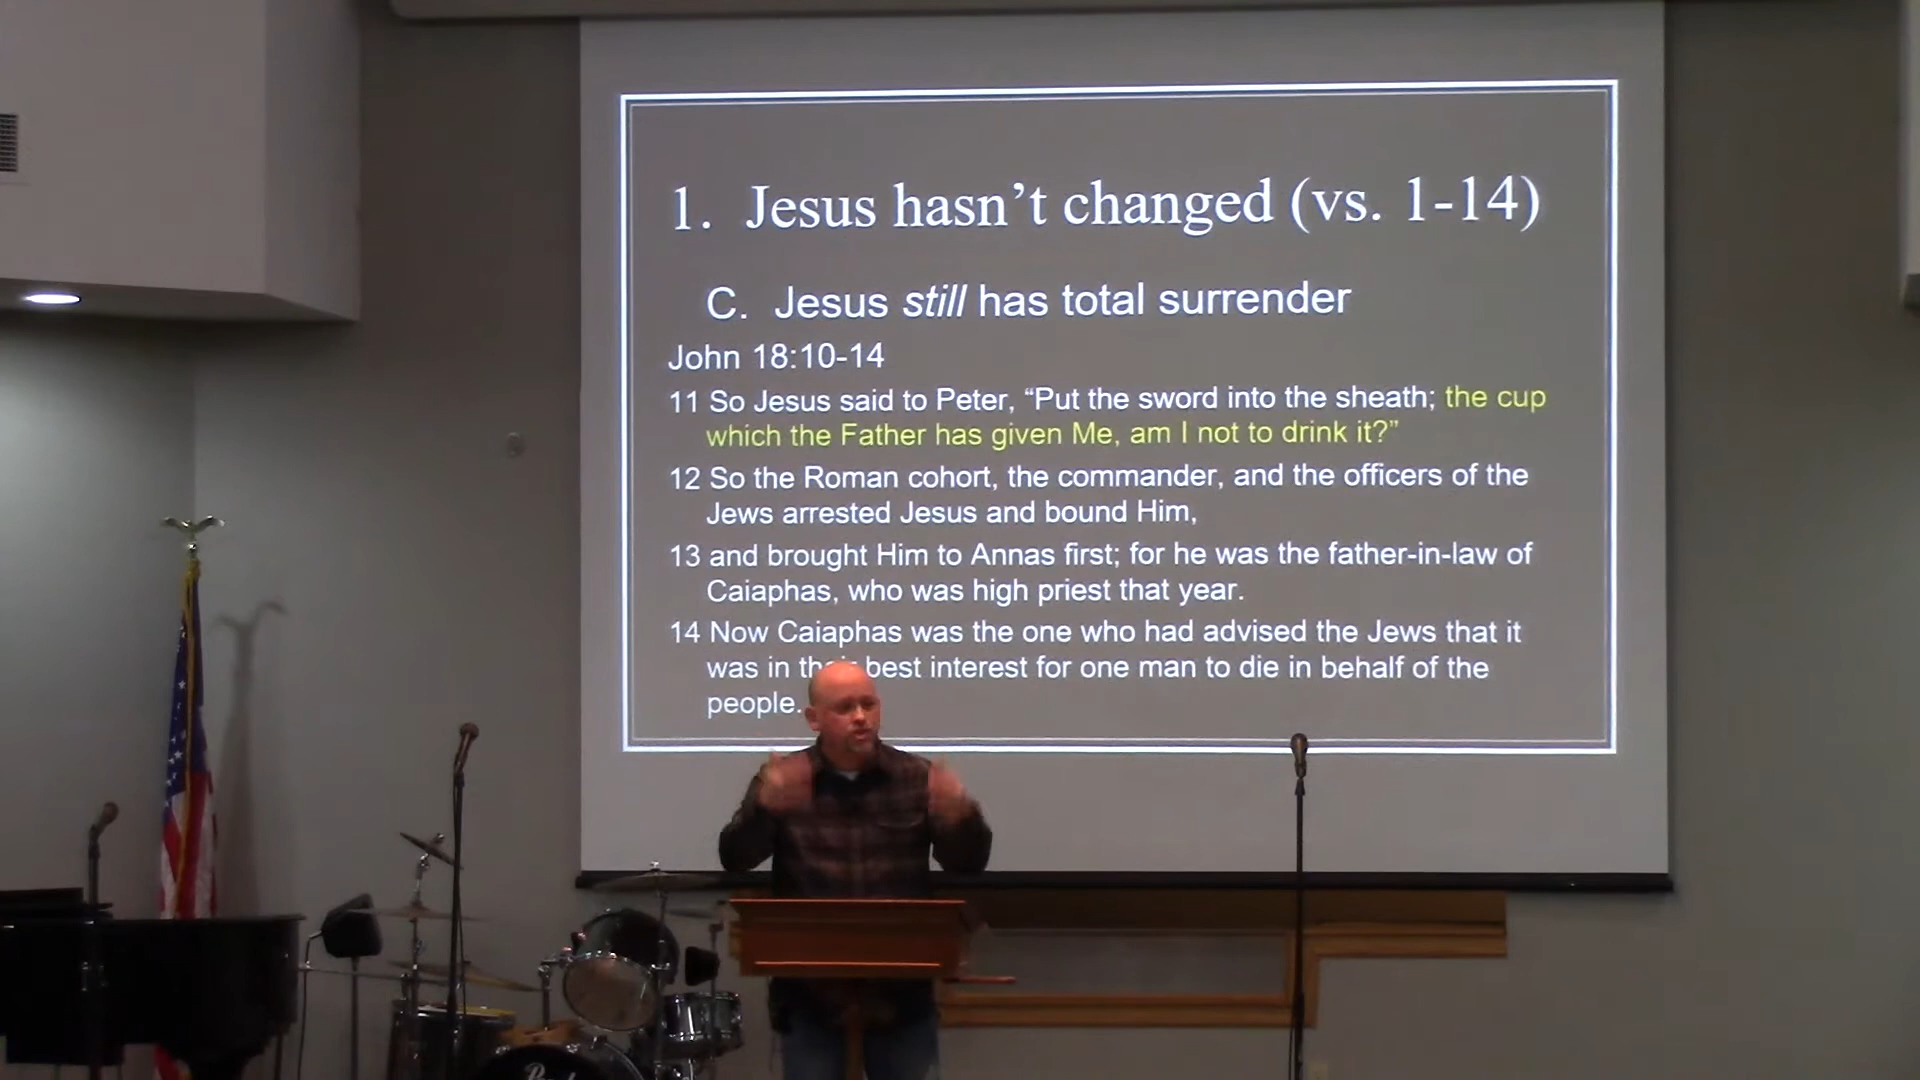 1. Jesus hasn’t changed (vs. 1-14)
C. Jesus still has total surrender
John 18:10-14
11 So Jesus said to Peter, “Put the sword into the sheath; the cup
which the Father has given Me, am I not to drink it?”
12 So the Roman cohort, the commander, and the officers of the
Jews arrested Jesus and bound Him,
13 and brought Him to Annas first; for he was the father-in-law of
Caiaphas, who was high priest that year.
14 Now Caiaphas was the one who had advised the Jews that it
was in their best interest for one man to die in behalf of the
people.